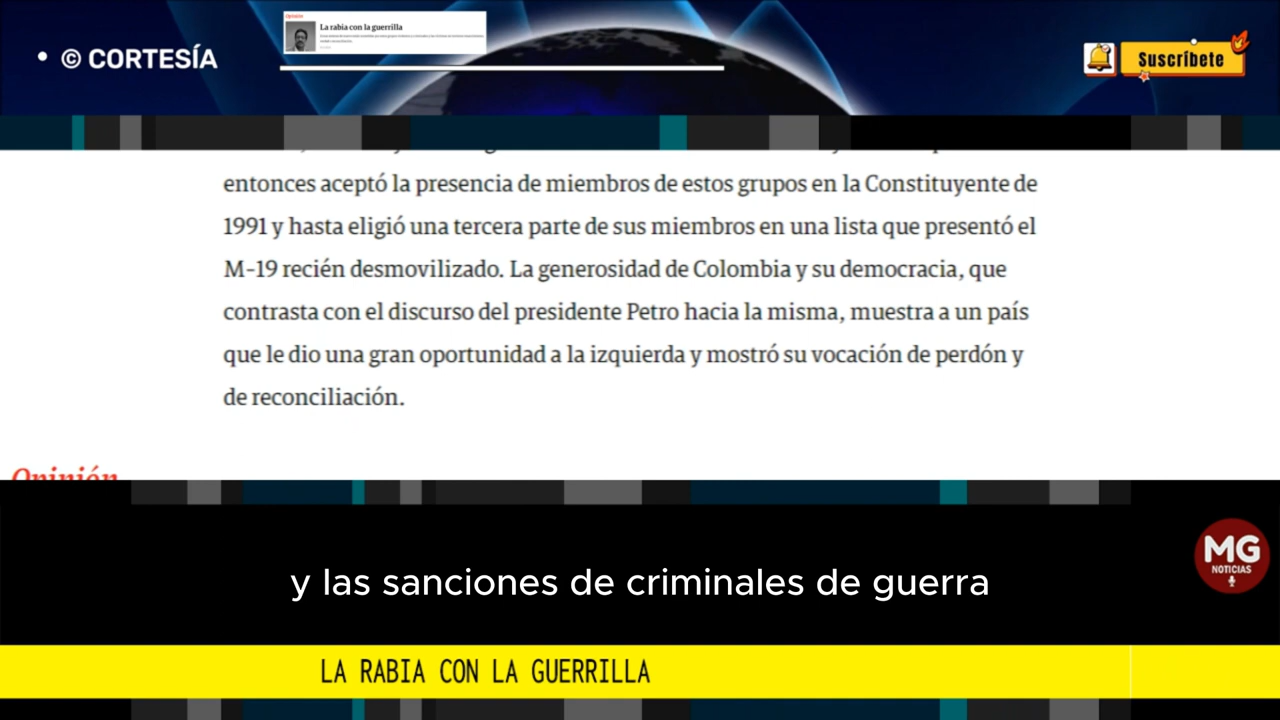 Opinión
La rabia con la guerrilla
• © CORTESÍA
Suscríbete
entonces aceptó la presencia de miembros de estos grupos en la Constituyente de
1991 y hasta eligió una tercera parte de sus miembros en una lista que presentó el
M-19 recién desmovilizado. La generosidad de Colombia y su democracia, que
contrasta con el discurso del presidente Petro hacia la misma, muestra a un país
que le dio una gran oportunidad a la izquierda y mostró su vocación de perdón y
de reconciliación.
Opinión
y las sanciones de criminales de guerra
MG
NOTICIAS
LA RABIA CON LA GUERRILLA